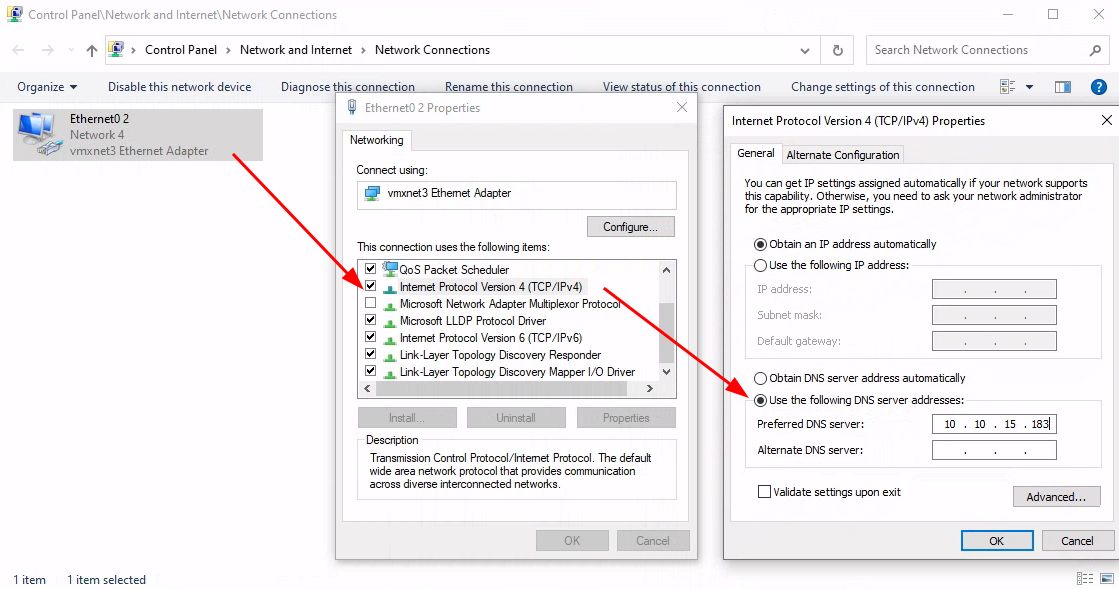 Control Panel\Network and Internet\Network Connections
Control Panel > Network and Internet > Network Connections
Search Network Connections
Organize
Disable this network device
Diagnose this connection
Rename this connection
View status of this connection
Change settings of this connection
Ethernet0 2
Network 4
vmxnet3 Ethernet Adapter
Ethernet0 2 Properties
Networking
Connect using:
vmxnet3 Ethernet Adapter
Configure...
This connection uses the following items:
QoS Packet Scheduler
Internet Protocol Version 4 (TCP/IPv4)
Microsoft Network Adapter Multiplexor Protocol
Microsoft LLDP Protocol Driver
Internet Protocol Version 6 (TCP/IPv6)
Link-Layer Topology Discovery Responder
Link-Layer Topology Discovery Mapper I/O Driver
Install...
Uninstall
Properties
Description
Transmission Control Protocol/Internet Protocol. The default
wide area network protocol that provides communication
across diverse interconnected networks.
OK
Cancel
Internet Protocol Version 4 (TCP/IPv4) Properties
General
Alternate Configuration
You can get IP settings assigned automatically if your network supports
this capability. Otherwise, you need to ask your network administrator
for the appropriate IP settings.
Obtain an IP address automatically
Use the following IP address:
IP address:
. . .
Subnet mask:
. . .
Default gateway:
. . .
Obtain DNS server address automatically
Use the following DNS server addresses:
Preferred DNS server:
10 . 10 . 15 . 183
Alternate DNS server:
. . .
Validate settings upon exit
Advanced...
OK
Cancel
1 item
1 item selected